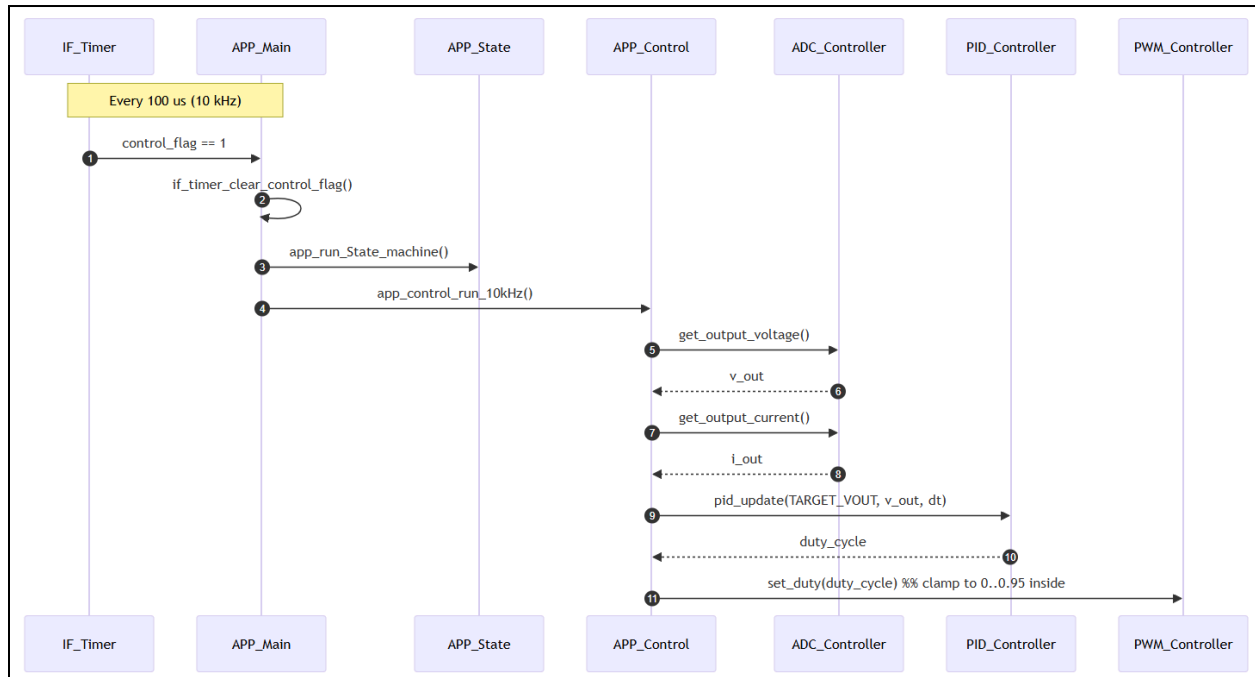 IF_Timer
APP_Main
APP_State
APP_Control
ADC_Controller
PID_Controller
PWM_Controller
Every 100 us (10 kHz)
control_flag == 1
1
if_timer_clear_control_flag()
2
app_run_State_machine()
3
app_control_run_10kHz()
4
get_output_voltage()
5
v_out
6
get_output_current()
7
i_out
8
pid_update(TARGET_VOUT, v_out, dt)
9
duty_cycle
10
set_duty(duty_cycle) %% clamp to 0..0.95 inside
11
IF_Timer
APP_Main
APP_State
APP_Control
ADC_Controller
PID_Controller
PWM_Controller